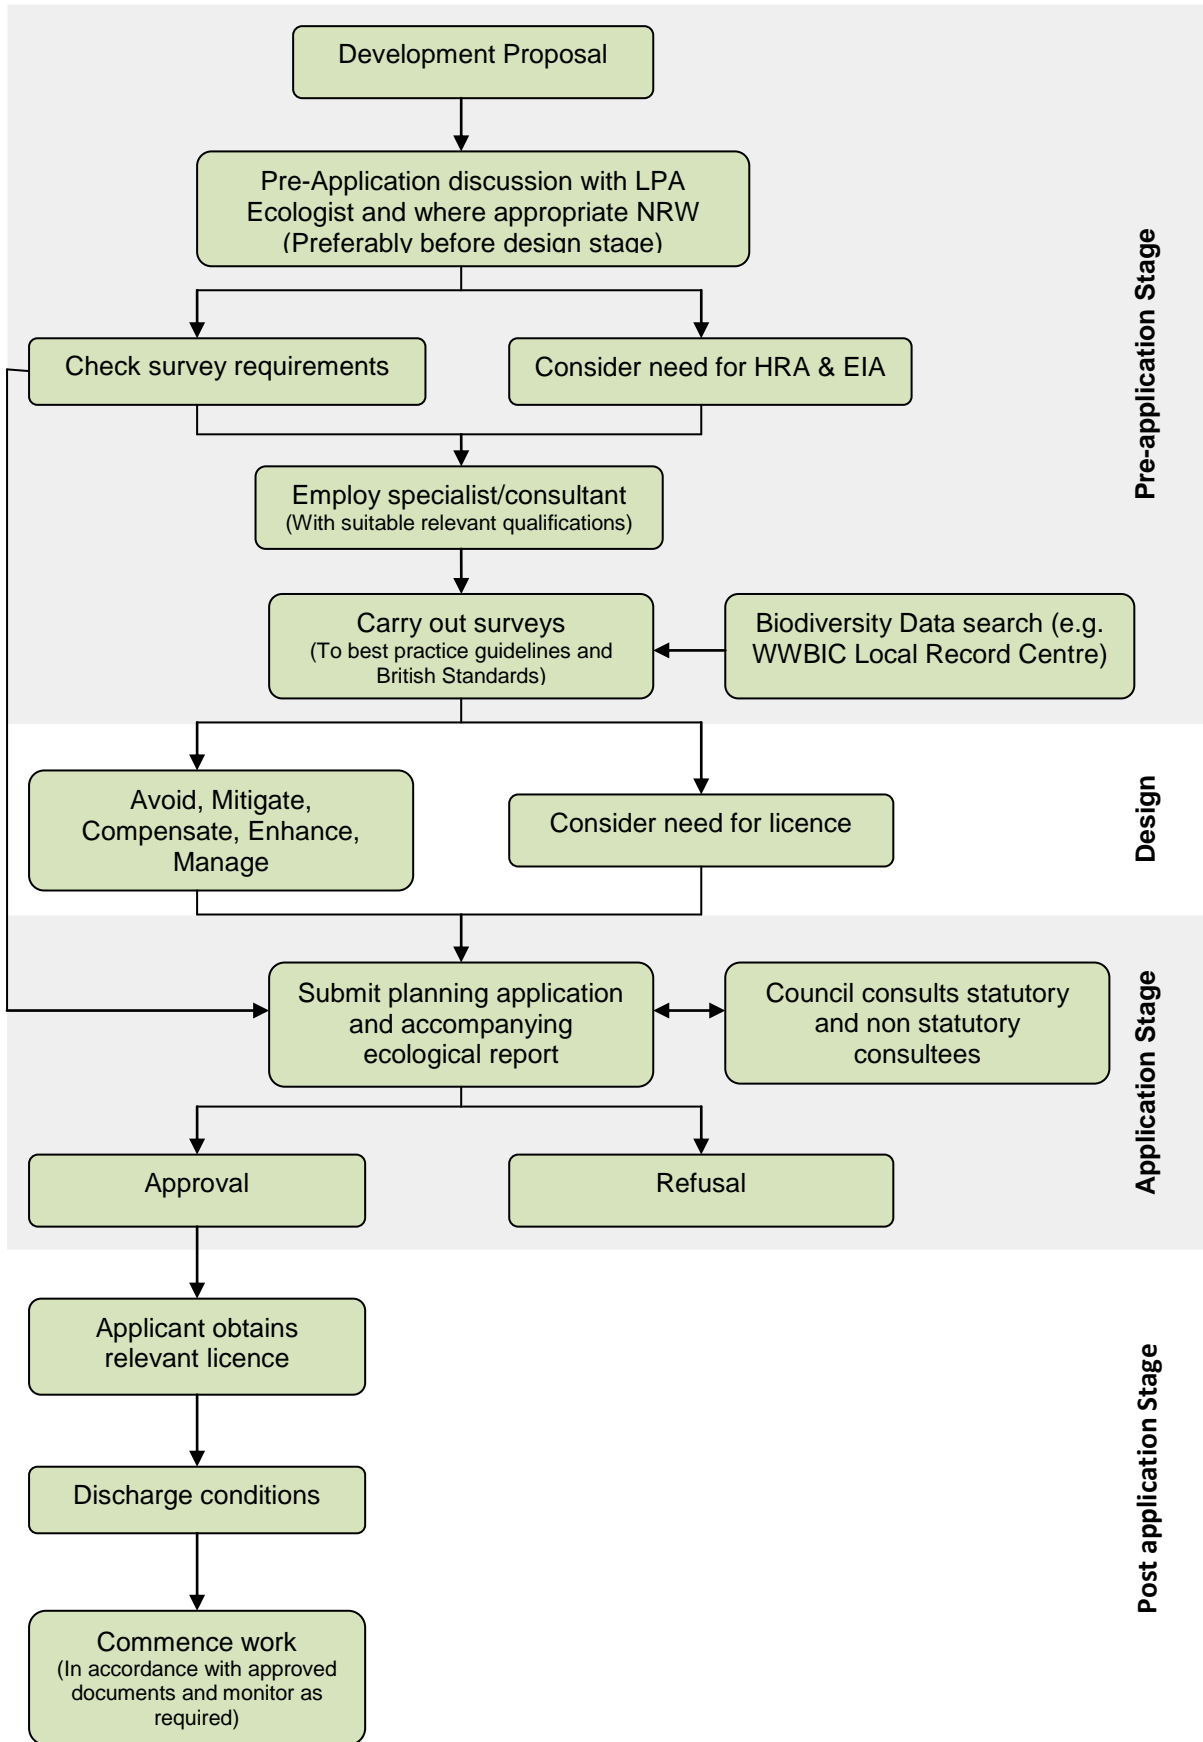 Development Proposal
Pre-Application discussion with LPA
Ecologist and where appropriate NRW
(Preferably before design stage)
Check survey requirements
Consider need for HRA & EIA
Employ specialist/consultant
(With suitable relevant qualifications)
Carry out surveys
(To best practice guidelines and
British Standards)
Biodiversity Data search (e.g.
WWBIC Local Record Centre)
Pre-application Stage
Avoid, Mitigate,
Compensate, Enhance,
Manage
Consider need for licence
Design
Submit planning application
and accompanying
ecological report
Council consults statutory
and non statutory
consultees
Approval
Refusal
Application Stage
Applicant obtains
relevant licence
Discharge conditions
Commence work
(In accordance with approved
documents and monitor as
required)
Post application Stage